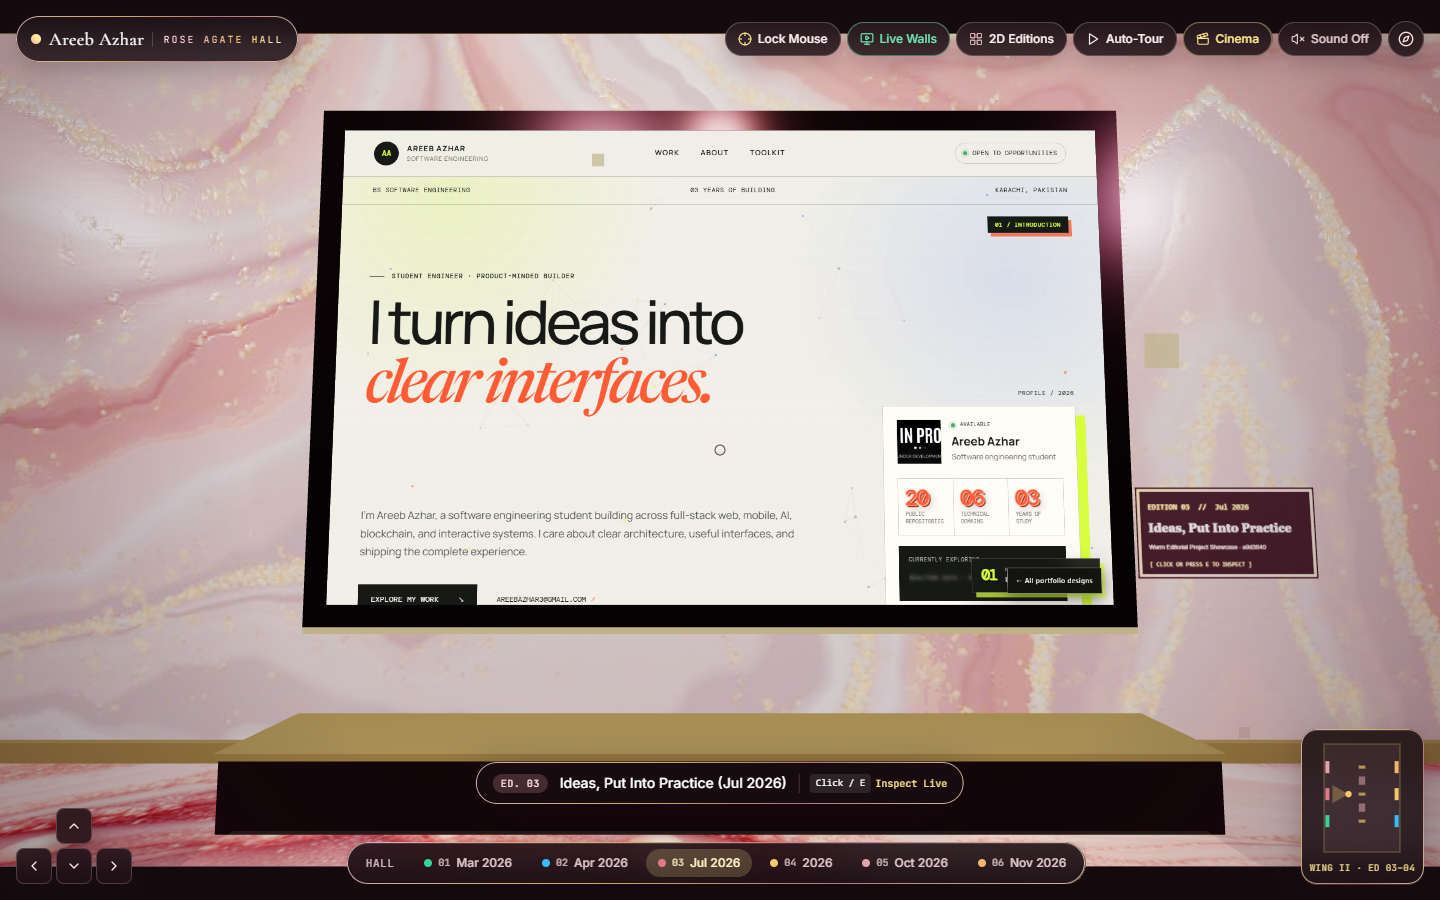 Areeb Azhar
ROSE AGATE HALL
Lock Mouse
Live Walls
2D Editions
Auto-Tour
Cinema
Sound Off
AA
AREEB AZHAR
SOFTWARE ENGINEERING
WORK
ABOUT
TOOLKIT
OPEN TO OPPORTUNITIES
BS SOFTWARE ENGINEERING
03 YEARS OF BUILDING
KARACHI, PAKISTAN
01 / INTRODUCTION
STUDENT ENGINEER · PRODUCT-MINDED BUILDER
I turn ideas into
clear interfaces.
PROFILE / 2026
IN PRO
UNDER DEVELOPMEN
AVAILABLE
Areeb Azhar
Software engineering student
20
PUBLIC
REPOSITORIES
06
TECHNICAL
DOMAINS
03
YEARS OF
STUDY
I'm Areeb Azhar, a software engineering student building across full-stack web, mobile, AI,
blockchain, and interactive systems. I care about clear architecture, useful interfaces, and
shipping the complete experience.
CURRENTLY EXPLORING
01
← All portfolio designs
EXPLORE MY WORK ↘
AREEBAZHAR3@GMAIL.COM ↗
EDITION 03 // Jul 2026
Ideas, Put Into Practice
Warm Editorial Project Showcase · a9d3640
[ CLICK OR PRESS E TO INSPECT ]
ED. 03
Ideas, Put Into Practice (Jul 2026)
Click / E
Inspect Live
HALL
01 Mar 2026
02 Apr 2026
03 Jul 2026
04 2026
05 Oct 2026
06 Nov 2026
WING II · ED 03–04